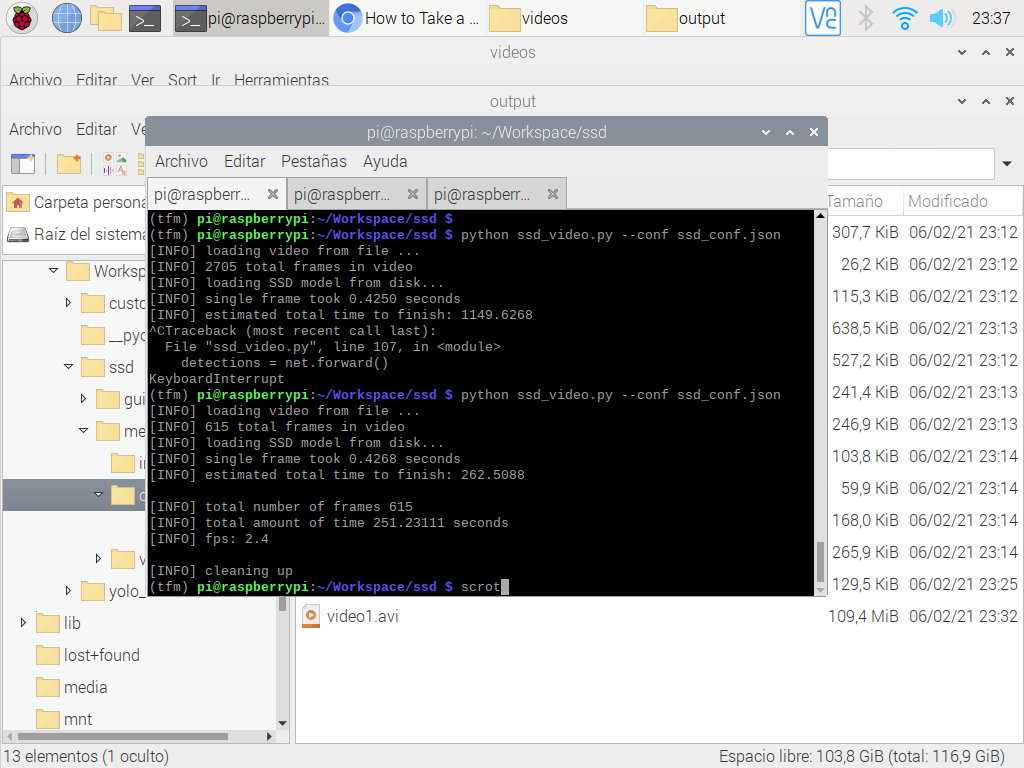 pi@raspberrypi... How to Take a ... videos output 23:37
videos
Archivo Editar Ver Sort Ir Herramientas
output
Archivo Editar
pi@raspberrypi: ~/Workspace/ssd
Archivo Editar Pestañas Ayuda
pi@raspberr... pi@raspberr... pi@raspberr...
(tfm) pi@raspberrypi:~/Workspace/ssd $
(tfm) pi@raspberrypi:~/Workspace/ssd $ python ssd_video.py --conf ssd_conf.json
[INFO] loading video from file ...
[INFO] 2705 total frames in video
[INFO] loading SSD model from disk...
[INFO] single frame took 0.4250 seconds
[INFO] estimated total time to finish: 1149.6268
^CTraceback (most recent call last):
File "ssd_video.py", line 107, in <module>
detections = net.forward()
KeyboardInterrupt
(tfm) pi@raspberrypi:~/Workspace/ssd $ python ssd_video.py --conf ssd_conf.json
[INFO] loading video from file ...
[INFO] 615 total frames in video
[INFO] loading SSD model from disk...
[INFO] single frame took 0.4268 seconds
[INFO] estimated total time to finish: 262.5088
[INFO] total number of frames 615
[INFO] total amount of time 251.23111 seconds
[INFO] fps: 2.4
[INFO] cleaning up
(tfm) pi@raspberrypi:~/Workspace/ssd $ scrot
Carpeta persona
Raíz del sistema
Worksp
custo
__pyc
ssd
gui
me
yolo_
lib
lost+found
media
mnt
Tamaño Modificado
307,7 KiB 06/02/21 23:12
26,2 KiB 06/02/21 23:12
115,3 KiB 06/02/21 23:12
638,5 KiB 06/02/21 23:13
527,2 KiB 06/02/21 23:12
241,4 KiB 06/02/21 23:13
246,9 KiB 06/02/21 23:13
103,8 KiB 06/02/21 23:14
59,9 KiB 06/02/21 23:14
168,0 KiB 06/02/21 23:14
265,9 KiB 06/02/21 23:14
129,5 KiB 06/02/21 23:25
video1.avi 109,4 MiB 06/02/21 23:32
13 elementos (1 oculto) Espacio libre: 103,8 GiB (total: 116,9 GiB)